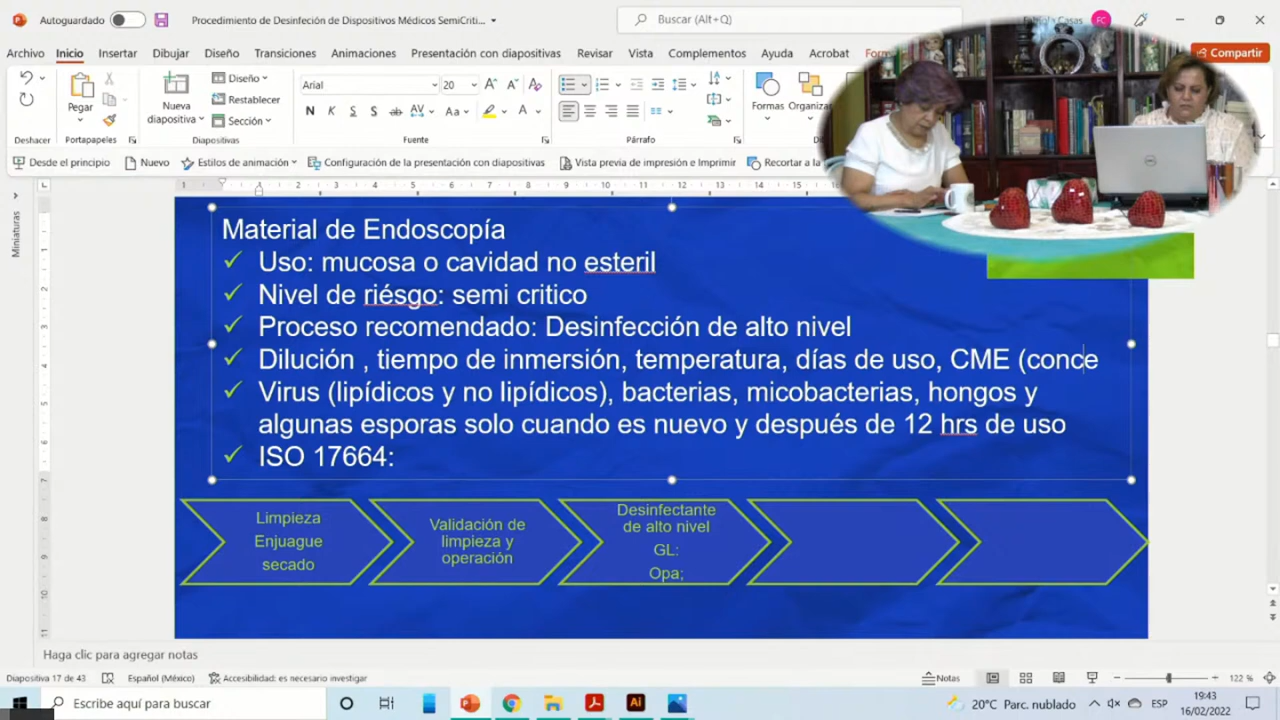 Autoguardado
Procedimiento de Desinfección de Dispositivos Médicos SemiCriti...
Buscar (Alt+Q)
Casas
FC
Archivo Inicio Insertar Dibujar Diseño Transiciones Animaciones Presentación con diapositivas Revisar Vista Complementos Ayuda Acrobat
Compartir
Pegar
Nueva diapositiva
Diseño
Restablecer
Sección
Arial 20
N K S S ab AV Aa A
Formas Organizar
Deshacer Portapapeles Diapositivas Fuente Párrafo
Desde el principio Nuevo Estilos de animación Configuración de la presentación con diapositivas Vista previa de impresión e Imprimir Recortar a la
Miniaturas
Material de Endoscopía
Uso: mucosa o cavidad no esteril
Nivel de riésgo: semi critico
Proceso recomendado: Desinfección de alto nivel
Dilución , tiempo de inmersión, temperatura, días de uso, CME (conce
Virus (lipídicos y no lipídicos), bacterias, micobacterias, hongos y
algunas esporas solo cuando es nuevo y después de 12 hrs de uso
ISO 17664:
Limpieza
Enjuague
secado
Validación de
limpieza y
operación
Desinfectante
de alto nivel
GL:
Opa;
Haga clic para agregar notas
Diapositiva 17 de 43 Español (México) Accesibilidad: es necesario investigar Notas 122 %
Escribe aquí para buscar
Ai
20°C Parc. nublado ESP
19:43
16/02/2022